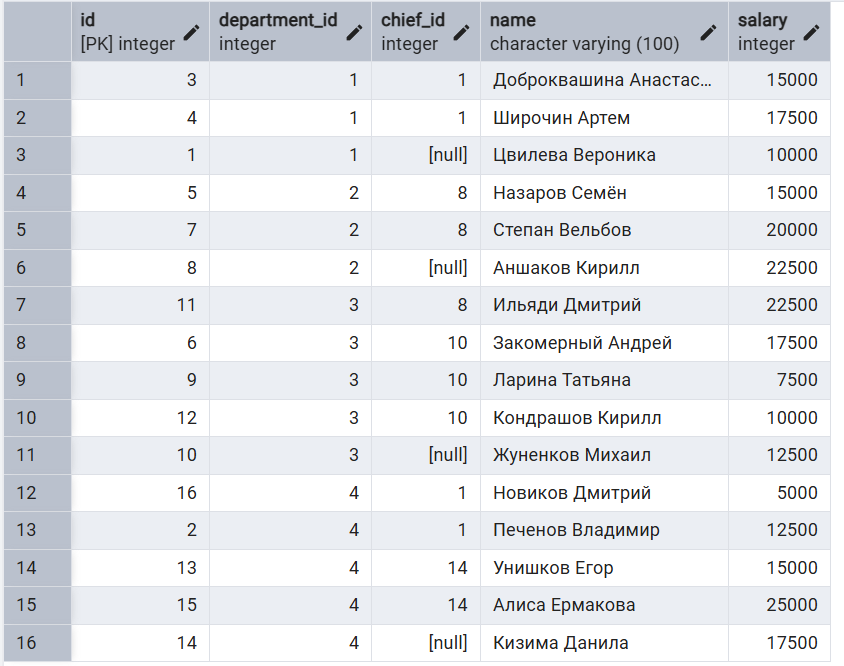 id department_id chief_id name salary
[PK] integer integer integer character varying (100) integer
1 3 1 1 Доброквашина Анастас... 15000
2 4 1 1 Широчин Артем 17500
3 1 1 [null] Цвилева Вероника 10000
4 5 2 8 Назаров Семён 15000
5 7 2 8 Степан Вельбов 20000
6 8 2 [null] Аншаков Кирилл 22500
7 11 3 8 Ильяди Дмитрий 22500
8 6 3 10 Закомерный Андрей 17500
9 9 3 10 Ларина Татьяна 7500
10 12 3 10 Кондрашов Кирилл 10000
11 10 3 [null] Жуненков Михаил 12500
12 16 4 1 Новиков Дмитрий 5000
13 2 4 1 Печенов Владимир 12500
14 13 4 14 Унишков Егор 15000
15 15 4 14 Алиса Ермакова 25000
16 14 4 [null] Кизима Данила 17500